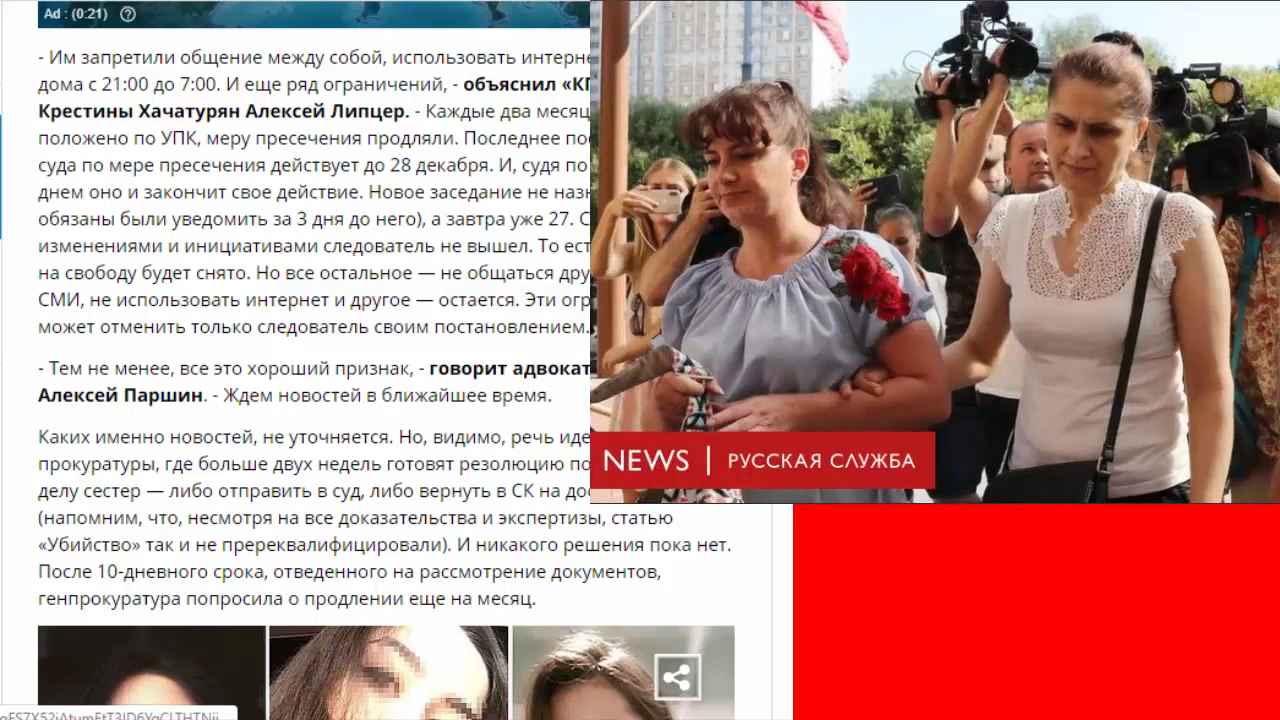 Ad : (0:21)
- Им запретили общение между собой, использовать интерне
дома с 21:00 до 7:00. И еще ряд ограничений, - объяснил «КП
Крестины Хачатурян Алексей Липцер. - Каждые два месяц
положено по УПК, меру пресечения продляли. Последнее пос
суда по мере пресечения действует до 28 декабря. И, судя по
днем оно и закончит свое действие. Новое заседание не назн
обязаны были уведомить за 3 дня до него), а завтра уже 27. С
изменениями и инициативами следователь не вышел. То ест
на свободу будет снято. Но все остальное — не общаться дру
СМИ, не использовать интернет и другое — остается. Эти огр
может отменить только следователь своим постановлением.
- Тем не менее, все это хороший признак, - говорит адвокат
Алексей Паршин. - Ждем новостей в ближайшее время.
Каких именно новостей, не уточняется. Но, видимо, речь иде
прокуратуры, где больше двух недель готовят резолюцию по
делу сестер — либо отправить в суд, либо вернуть в СК на до
(напомним, что, несмотря на все доказательства и экспертизы, статью
«Убийство» так и не пререквалифицировали). И никакого решения пока нет.
После 10-дневного срока, отведенного на рассмотрение документов,
генпрокуратура попросила о продлении еще на месяц.
NEWS | РУССКАЯ СЛУЖБА